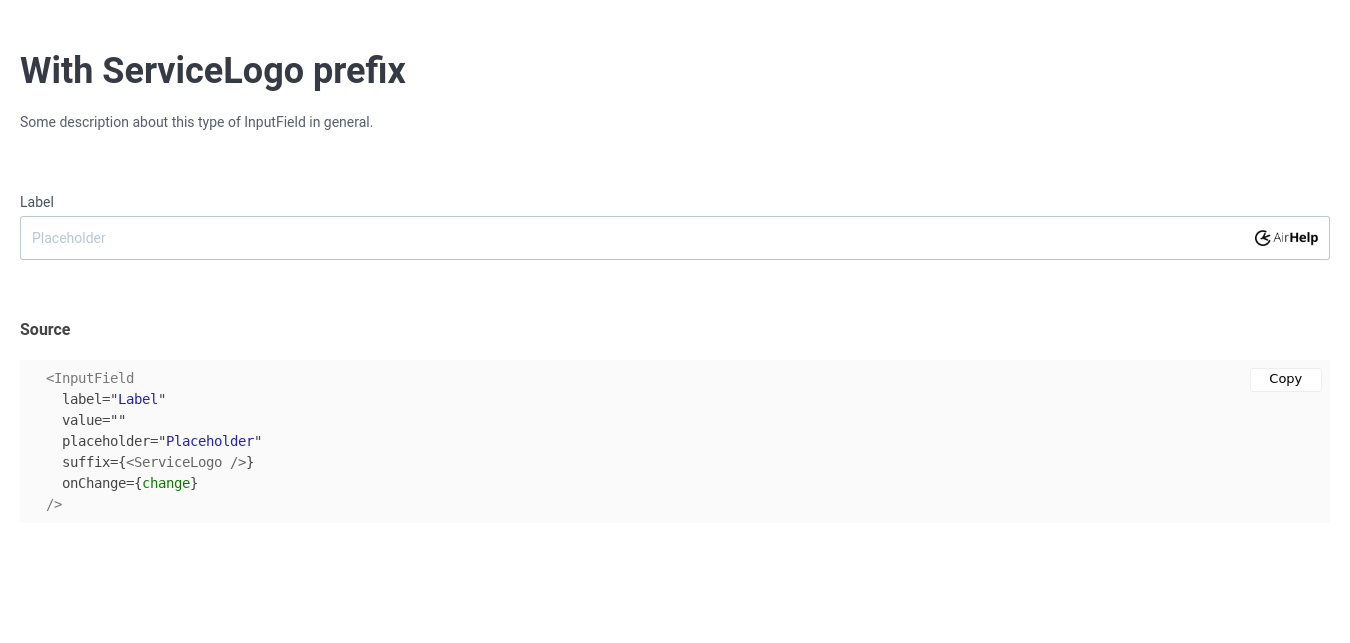 With ServiceLogo prefix
Some description about this type of InputField in general.
Label
Placeholder
AirHelp
Source
Copy
<InputField
  label="Label"
  value=""
  placeholder="Placeholder"
  suffix={<ServiceLogo />}
  onChange={change}
/>